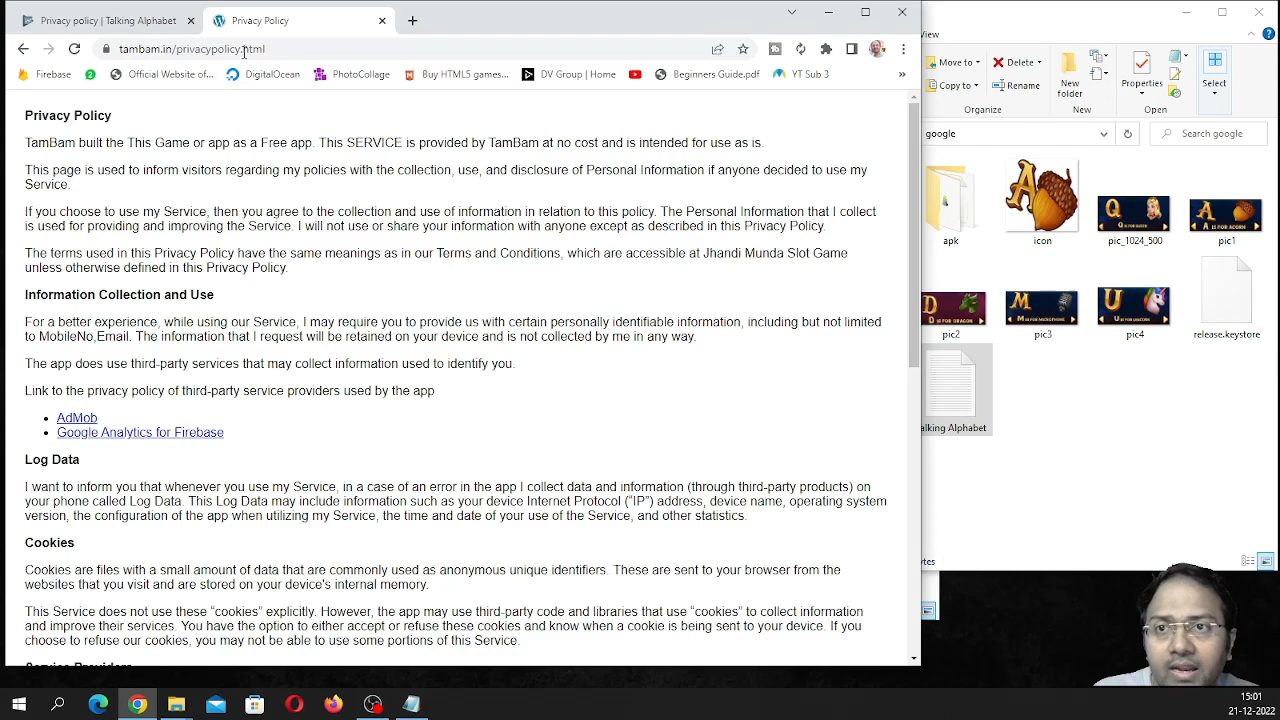 Privacy policy | Talking Alphabet
Privacy Policy
tambam.in/privacypolicy.html
Firebase
2
Official Website of...
DigitalOcean
PhotoCollage
Buy HTML5 games...
DV Group | Home
Beginners Guide.pdf
YT Sub 3
»
Privacy Policy
TamBam built the This Game or app as a Free app. This SERVICE is provided by TamBam at no cost and is intended for use as is.
This page is used to inform visitors regarding my policies with the collection, use, and disclosure of Personal Information if anyone decided to use my
Service.
If you choose to use my Service, then you agree to the collection and use of information in relation to this policy. The Personal Information that I collect
is used for providing and improving the Service. I will not use or share your information with anyone except as described in this Privacy Policy.
The terms used in this Privacy Policy have the same meanings as in our Terms and Conditions, which are accessible at Jhandi Munda Slot Game
unless otherwise defined in this Privacy Policy.
Information Collection and Use
For a better experience, while using our Service, I may require you to provide us with certain personally identifiable information, including but not limited
to MobileNo,Email. The information that I request will be retained on your device and is not collected by me in any way.
The app does use third-party services that may collect information used to identify you.
Link to the privacy policy of third-party service providers used by the app
• AdMob
• Google Analytics for Firebase
Log Data
I want to inform you that whenever you use my Service, in a case of an error in the app I collect data and information (through third-party products) on
your phone called Log Data. This Log Data may include information such as your device Internet Protocol (“IP”) address, device name, operating system
version, the configuration of the app when utilizing my Service, the time and date of your use of the Service, and other statistics.
Cookies
Cookies are files with a small amount of data that are commonly used as anonymous unique identifiers. These are sent to your browser from the
websites that you visit and are stored on your device's internal memory.
This Service does not use these “cookies” explicitly. However, the app may use third-party code and libraries that use “cookies” to collect information
and improve their services. You have the option to either accept or refuse these cookies and know when a cookie is being sent to your device. If you
choose to refuse our cookies, you may not be able to use some portions of this Service.
Service Providers
View
Move to
Delete
Copy to
Rename
New
folder
Properties
Select
Organize
New
Open
google
Search google
apk
A
icon
Q
Q IS FOR QUEEN
pic_1024_500
A
A IS FOR ACORN
pic1
D
D IS FOR DRAGON
pic2
M
M IS FOR MICROPHONE
pic3
U
U IS FOR UNICORN
pic4
release.keystore
alking Alphabet
15:01
21-12-2022